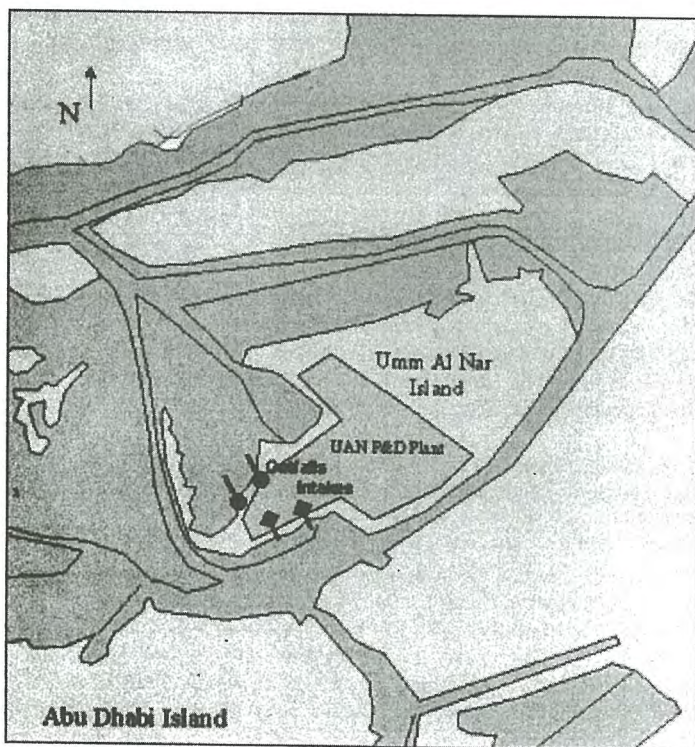 N
Umm Al Nar
Island
UAN P&D Plant
Outfalls
Intakes
Abu Dhabi Island